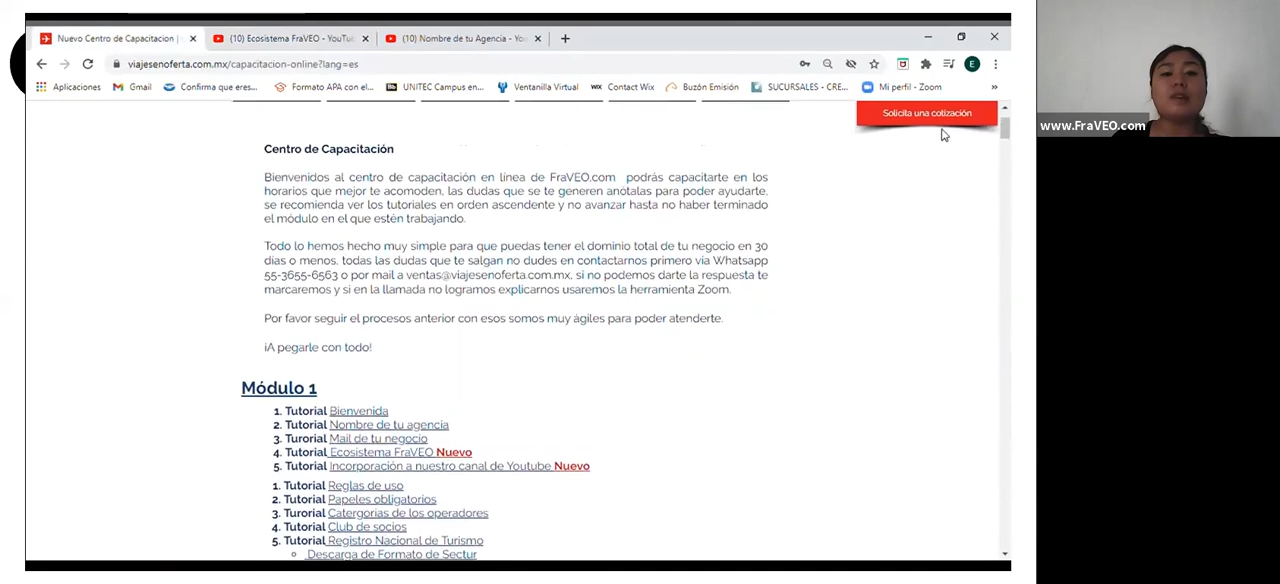 Nuevo Centro de Capacitacion |
(10) Ecosistema FraVEO - YouTu
(10) Nombre de tu Agencia - Yo
viajesenoferta.com.mx/capacitacion-online?lang=es
E
Aplicaciones
Gmail
Confirma que eres...
Formato APA con el...
UNITEC Campus en...
Ventanilla Virtual
WIX Contact Wix
Buzón Emisión
SUCURSALES - CRE...
Mi perfil - Zoom
»
Solicita una cotización
www.FraVEO.com
Centro de Capacitación
Bienvenidos al centro de capacitación en línea de FraVEO.com podrás capacitarte en los
horarios que mejor te acomoden, las dudas que se te generen anótalas para poder ayudarte,
se recomienda ver los tutoriales en orden ascendente y no avanzar hasta no haber terminado
el módulo en el que estén trabajando.
Todo lo hemos hecho muy simple para que puedas tener el dominio total de tu negocio en 30
días o menos, todas las dudas que te salgan no dudes en contactarnos primero vía Whatsapp
55-3655-6563 o por mail a ventas@viajesenoferta.com.mx, si no podemos darte la respuesta te
marcaremos y si en la llamada no logramos explicarnos usaremos la herramienta Zoom.
Por favor seguir el procesos anterior con esos somos muy ágiles para poder atenderte.
¡A pegarle con todo!
Módulo 1
1. Tutorial Bienvenida
2. Tutorial Nombre de tu agencia
3. Turorial Mail de tu negocio
4. Tutorial Ecosistema FraVEO Nuevo
5. Tutorial Incorporación a nuestro canal de Youtube Nuevo
1. Tutorial Reglas de uso
2. Tutorial Papeles obligatorios
3. Turorial Catergorías de los operadores
4. Tutorial Club de socios
5. Tutorial Registro Nacional de Turismo
Descarga de Formato de Sectur